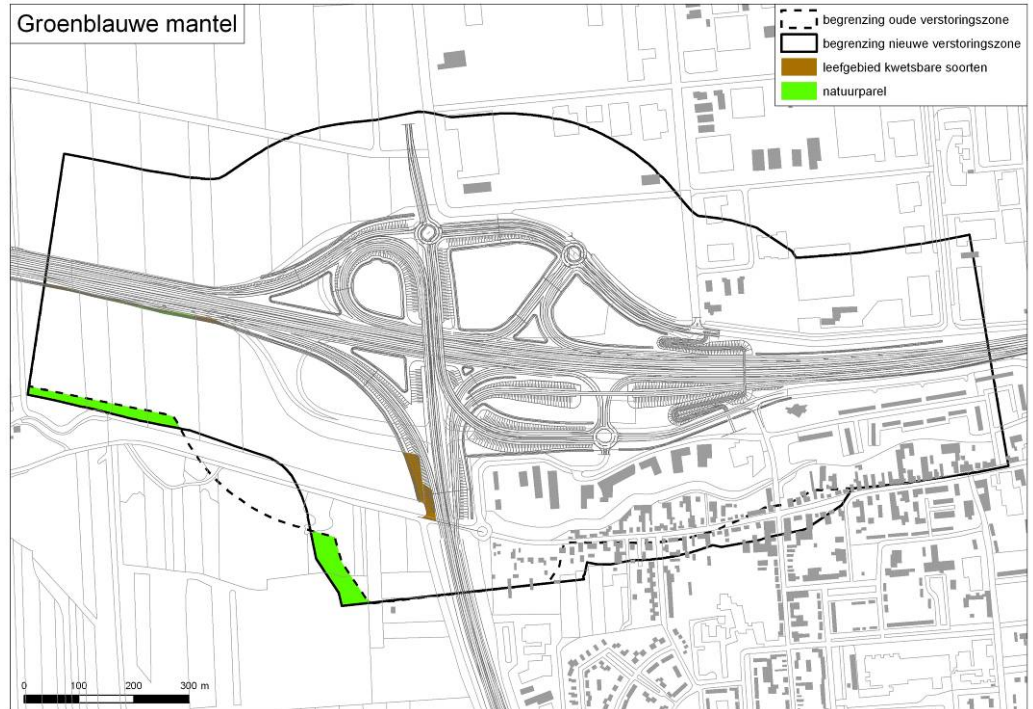 Groenblauwe mantel
begrenzing oude verstoringszone
begrenzing nieuwe verstoringszone
leefgebied kwetsbare soorten
natuurparel
0 100 200 300 m